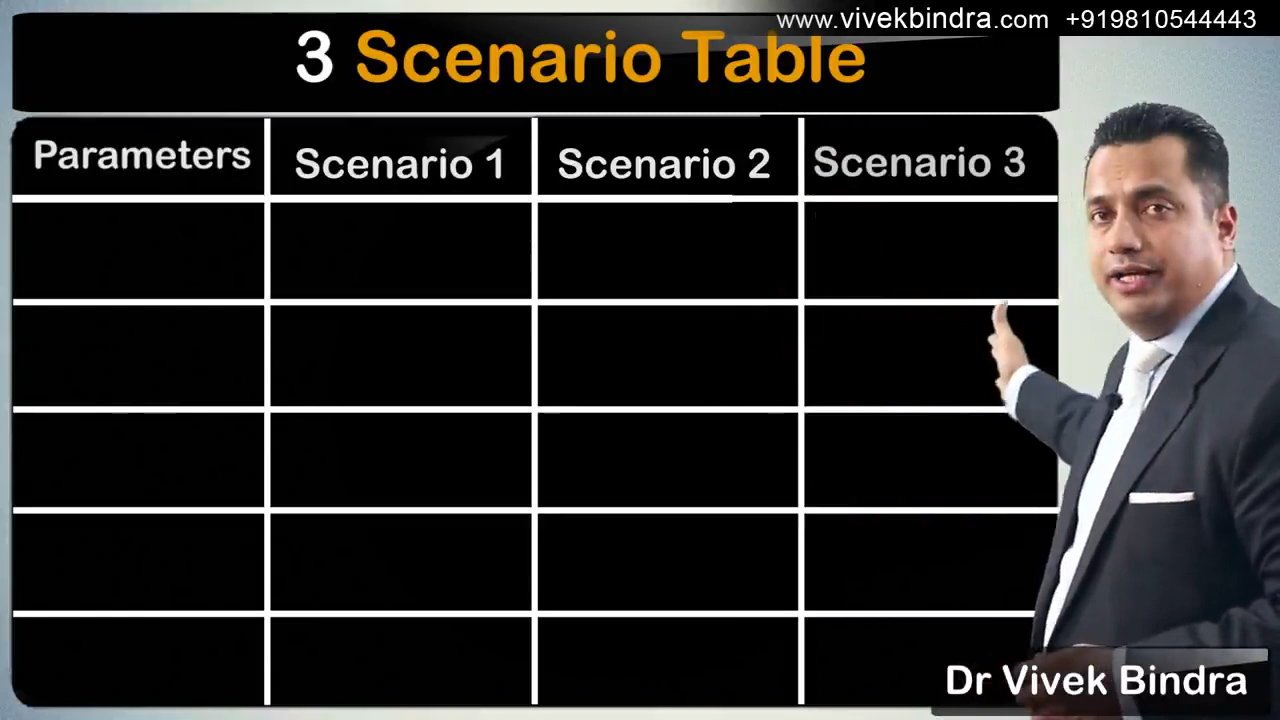 www.vivekbindra.com +919810544443
3 Scenario Table
Parameters Scenario 1 Scenario 2 Scenario 3
Dr Vivek Bindra